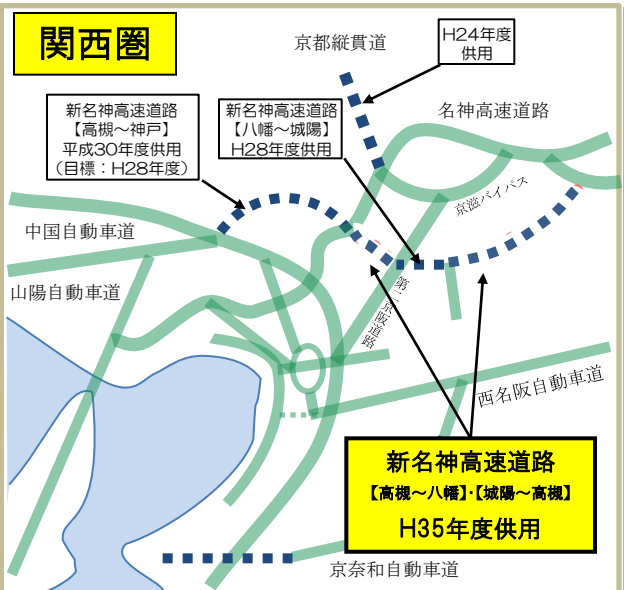 関西圏
京都縦貫道
H24年度
供用
新名神高速道路
【高槻～神戸】
平成30年度供用
(目標：H28年度)
新名神高速道路
【八幡～城陽】
H28年度供用
名神高速道路
京滋バイパス
中国自動車道
山陽自動車道
第二京阪道路
西名阪自動車道
新名神高速道路
【高槻～八幡】・【城陽～高槻】
H35年度供用
京奈和自動車道